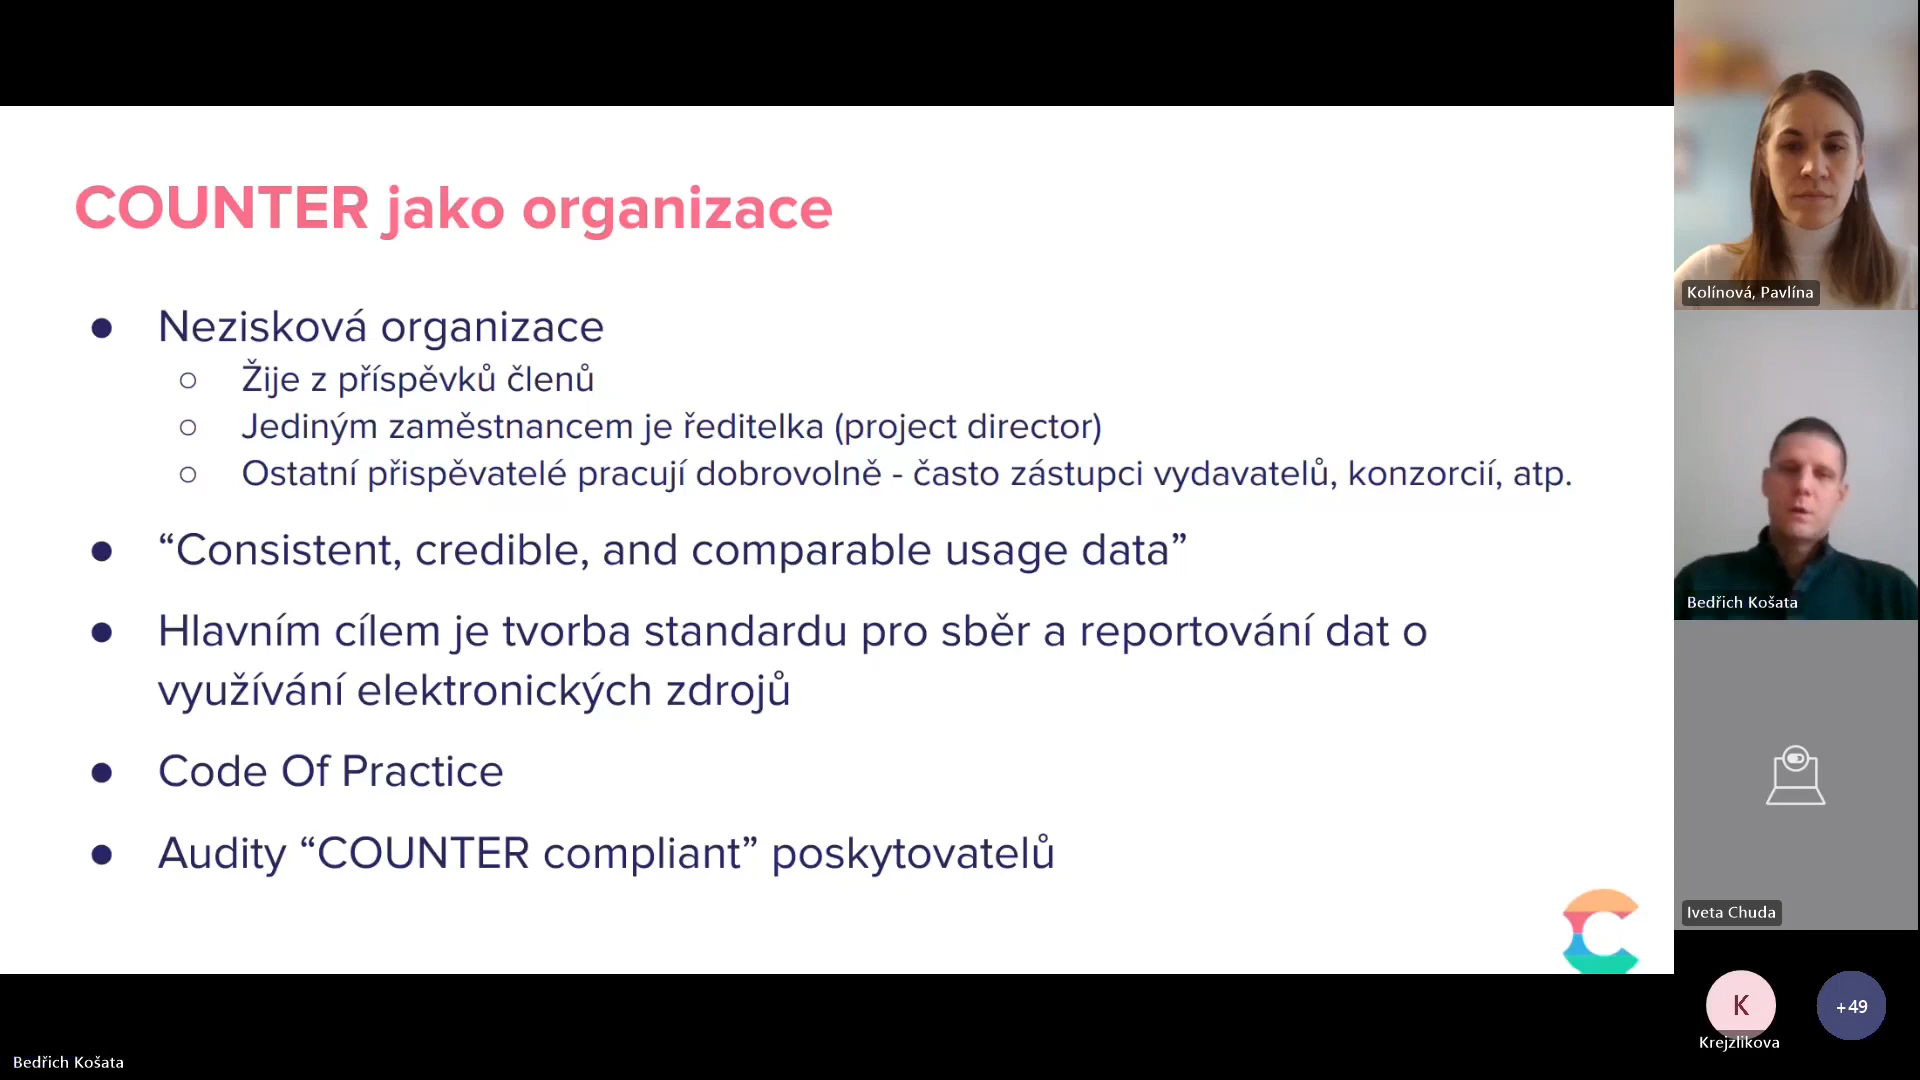 COUNTER jako organizace
● Nezisková organizace
○ Žije z příspěvků členů
○ Jediným zaměstnancem je ředitelka (project director)
○ Ostatní přispěvatelé pracují dobrovolně - často zástupci vydavatelů, konzorcií, atp.
● “Consistent, credible, and comparable usage data”
● Hlavním cílem je tvorba standardu pro sběr a reportování dat o
využívání elektronických zdrojů
● Code Of Practice
● Audity “COUNTER compliant” poskytovatelů
Kolínová, Pavlína
Bedřich Košata
Iveta Chuda
K
+49
Krejzlikova
Bedřich Košata